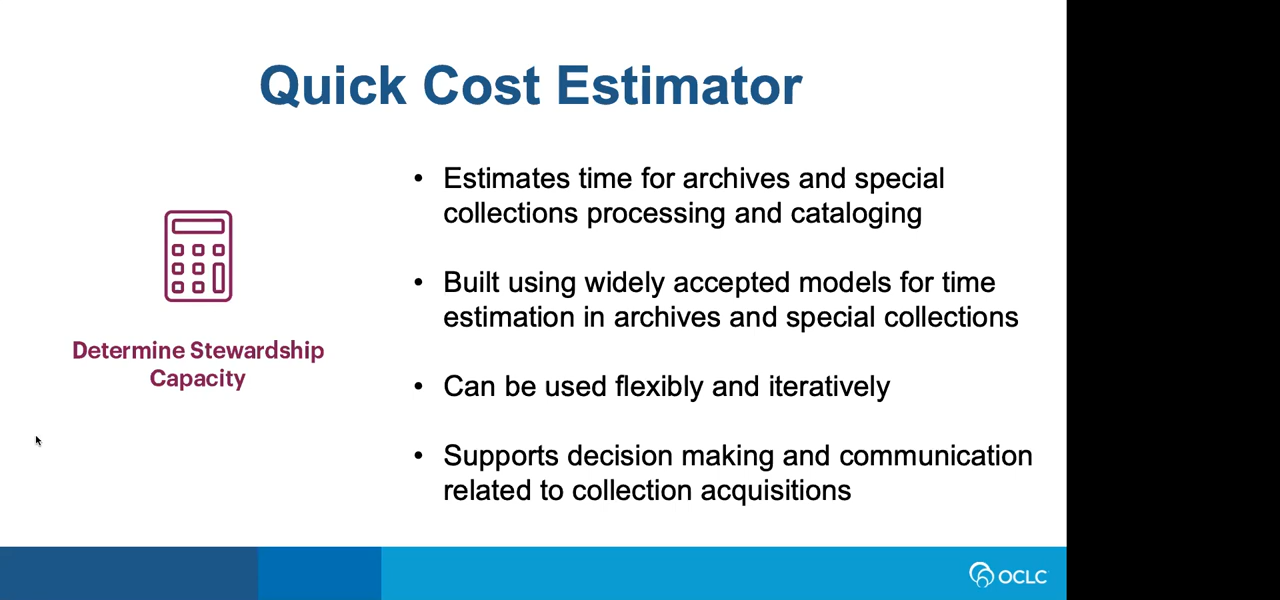 Quick Cost Estimator
Determine Stewardship
Capacity
• Estimates time for archives and special
collections processing and cataloging
• Built using widely accepted models for time
estimation in archives and special collections
• Can be used flexibly and iteratively
• Supports decision making and communication
related to collection acquisitions
OCLC